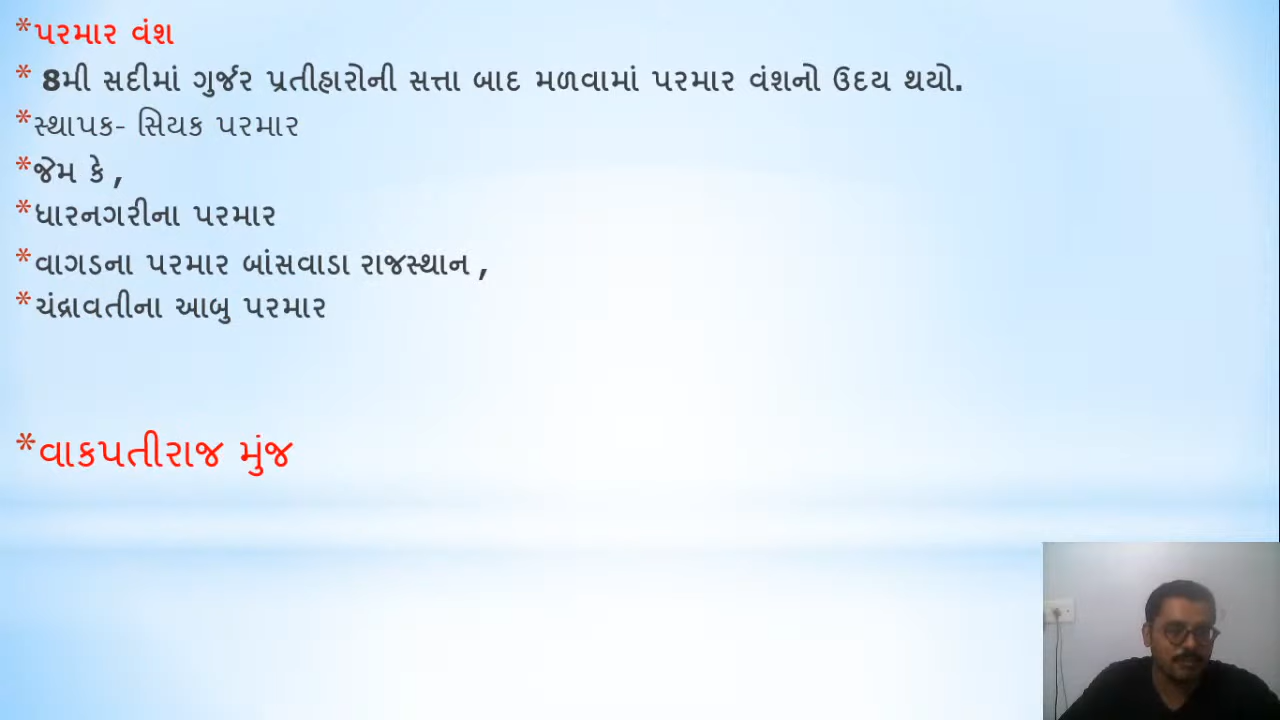 *પરમાર વંશ
* 8મી સદીમાં ગુર્જર પ્રતીહારોની સત્તા બાદ મળવામાં પરમાર વંશનો ઉદય થયો.
*સ્થાપક- સિયક પરમાર
*જેમ કે ,
*ધારનગરીના પરમાર
*વાગડના પરમાર બાંસવાડા રાજસ્થાન ,
*ચંદ્રાવતીના આબુ પરમાર
*વાકપતીરાજ મુંજ